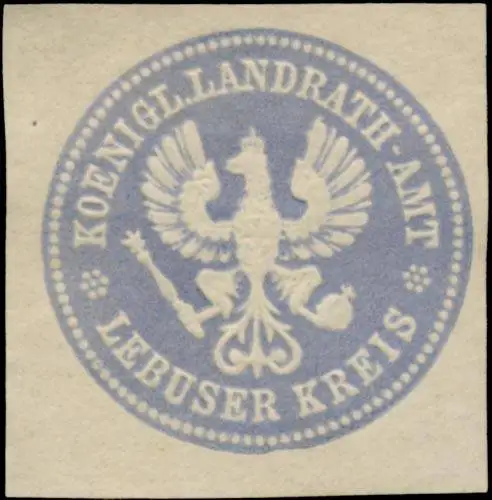 KOENIGL. LANDRATH-AMT
LEBUSER KREIS